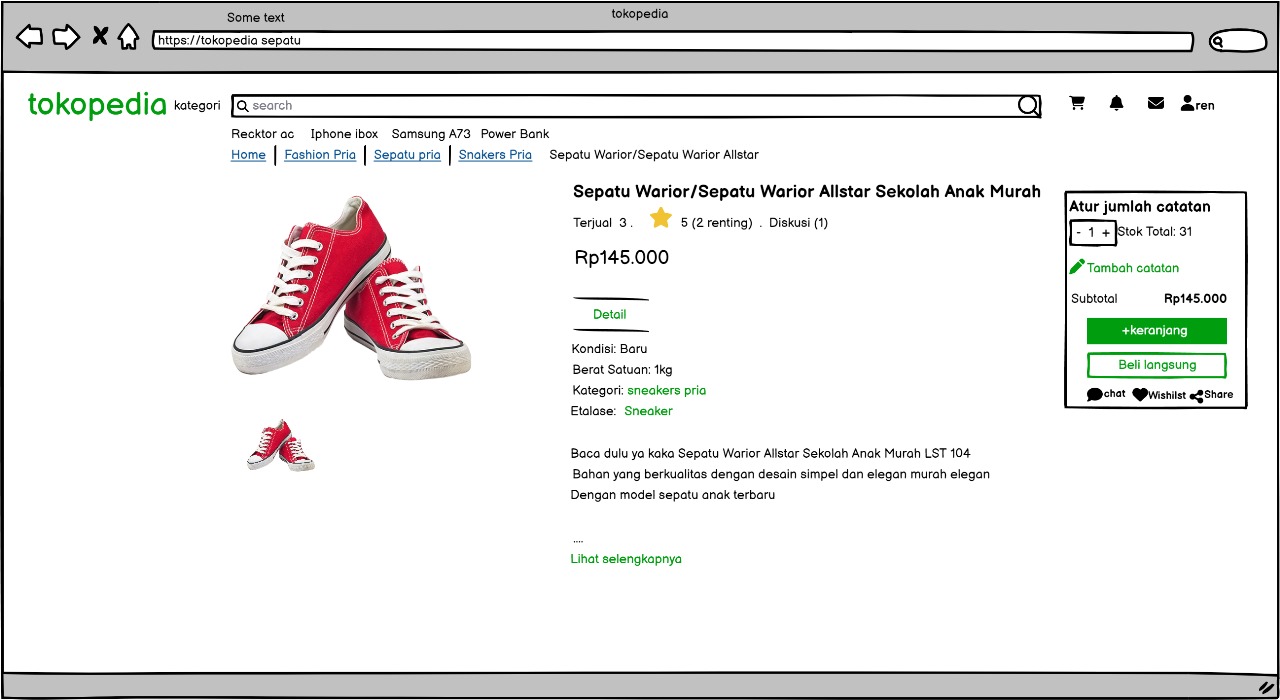 Some text
tokopedia
https://tokopedia sepatu
tokopedia kategori search ren
Recktor ac Iphone ibox Samsung A73 Power Bank
Home Fashion Pria Sepatu pria Snakers Pria Sepatu Warior/Sepatu Warior Allstar
Sepatu Warior/Sepatu Warior Allstar Sekolah Anak Murah
Terjual 3 . 5 (2 renting) . Diskusi (1)
Rp145.000
Detail
Kondisi: Baru
Berat Satuan: 1kg
Kategori: sneakers pria
Etalase: Sneaker
Baca dulu ya kaka Sepatu Warior Allstar Sekolah Anak Murah LST 104
Bahan yang berkualitas dengan desain simpel dan elegan murah elegan
Dengan model sepatu anak terbaru
....
Lihat selengkapnya
Atur jumlah catatan
- 1 + Stok Total: 31
Tambah catatan
Subtotal Rp145.000
+keranjang
Beli langsung
chat Wishilst Share